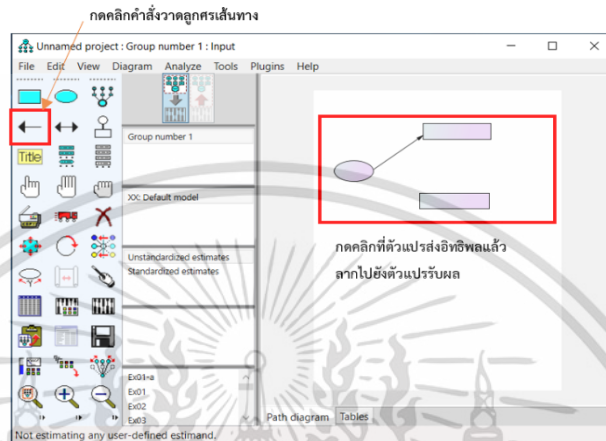 กดคลิกคำสั่งวาดลูกศรเส้นทาง
Unnamed project : Group number 1 : Input
File Edit View Diagram Analyze Tools Plugins Help
Title
Group number 1
XX: Default model
Unstandardized estimates
Standardized estimates
Ex01-a
Ex01
Ex02
Ex03
กดคลิกที่ตัวแปรส่งอิทธิพลแล้ว
ลากไปยังตัวแปรรับผล
Path diagram Tables
Not estimating any user-defined estimand.